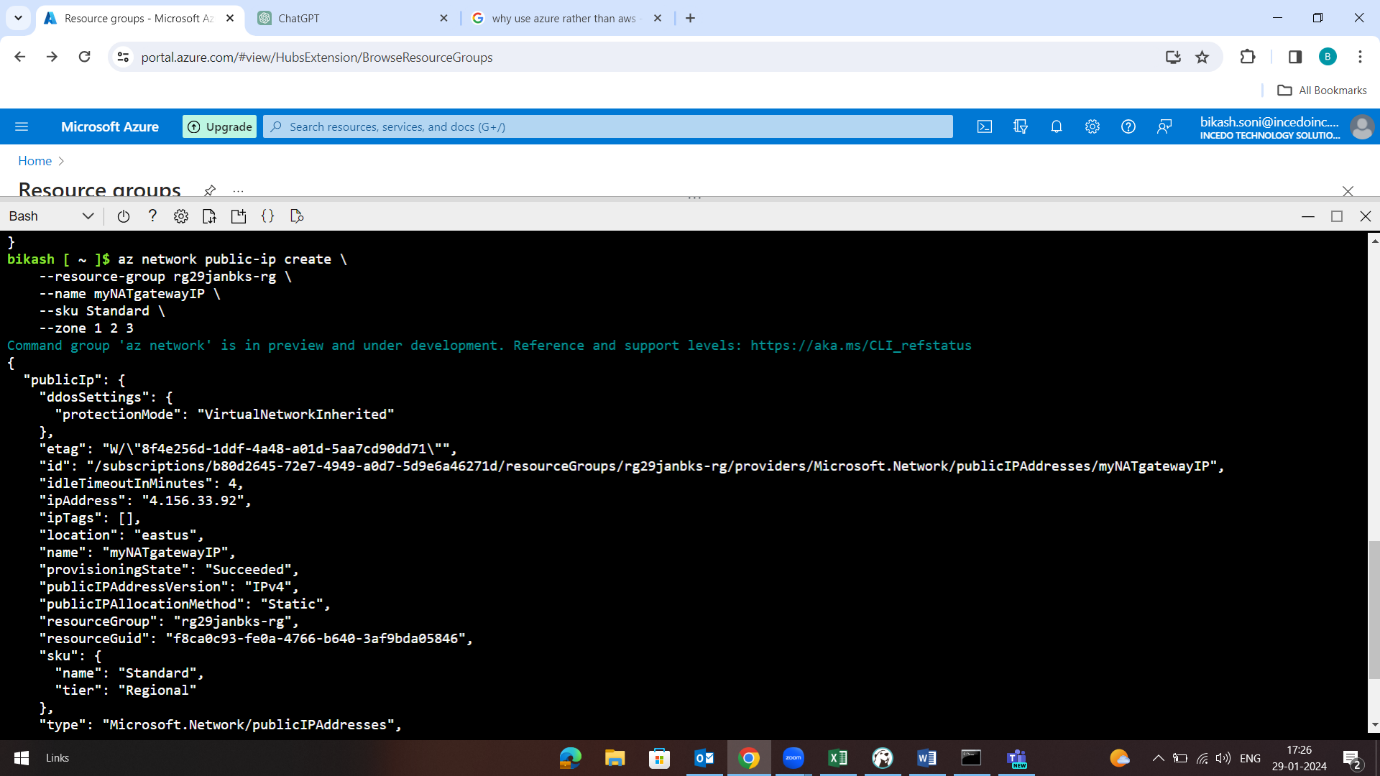 Resource groups - Microsoft Az
ChatGPT
why use azure rather than aws
portal.azure.com/#view/HubsExtension/BrowseResourceGroups
B
All Bookmarks
Microsoft Azure
Upgrade
Search resources, services, and docs (G+/)
bikash.soni@incedoinc....
INCEDO TECHNOLOGY SOLUTIO...
Home >
Resource groups
...
Bash
}
bikash [ ~ ]$ az network public-ip create \
    --resource-group rg29janbks-rg \
    --name myNATgatewayIP \
    --sku Standard \
    --zone 1 2 3
Command group 'az network' is in preview and under development. Reference and support levels: https://aka.ms/CLI_refstatus
{
  "publicIp": {
    "ddosSettings": {
      "protectionMode": "VirtualNetworkInherited"
    },
    "etag": "W/\"8f4e256d-1ddf-4a48-a01d-5aa7cd90dd71\"",
    "id": "/subscriptions/b80d2645-72e7-4949-a0d7-5d9e6a46271d/resourceGroups/rg29janbks-rg/providers/Microsoft.Network/publicIPAddresses/myNATgatewayIP",
    "idleTimeoutInMinutes": 4,
    "ipAddress": "4.156.33.92",
    "ipTags": [],
    "location": "eastus",
    "name": "myNATgatewayIP",
    "provisioningState": "Succeeded",
    "publicIPAddressVersion": "IPv4",
    "publicIPAllocationMethod": "Static",
    "resourceGroup": "rg29janbks-rg",
    "resourceGuid": "f8ca0c93-fe0a-4766-b640-3af9bda05846",
    "sku": {
      "name": "Standard",
      "tier": "Regional"
    },
    "type": "Microsoft.Network/publicIPAddresses",
Links
zoom
NEW
ENG
17:26
29-01-2024
2